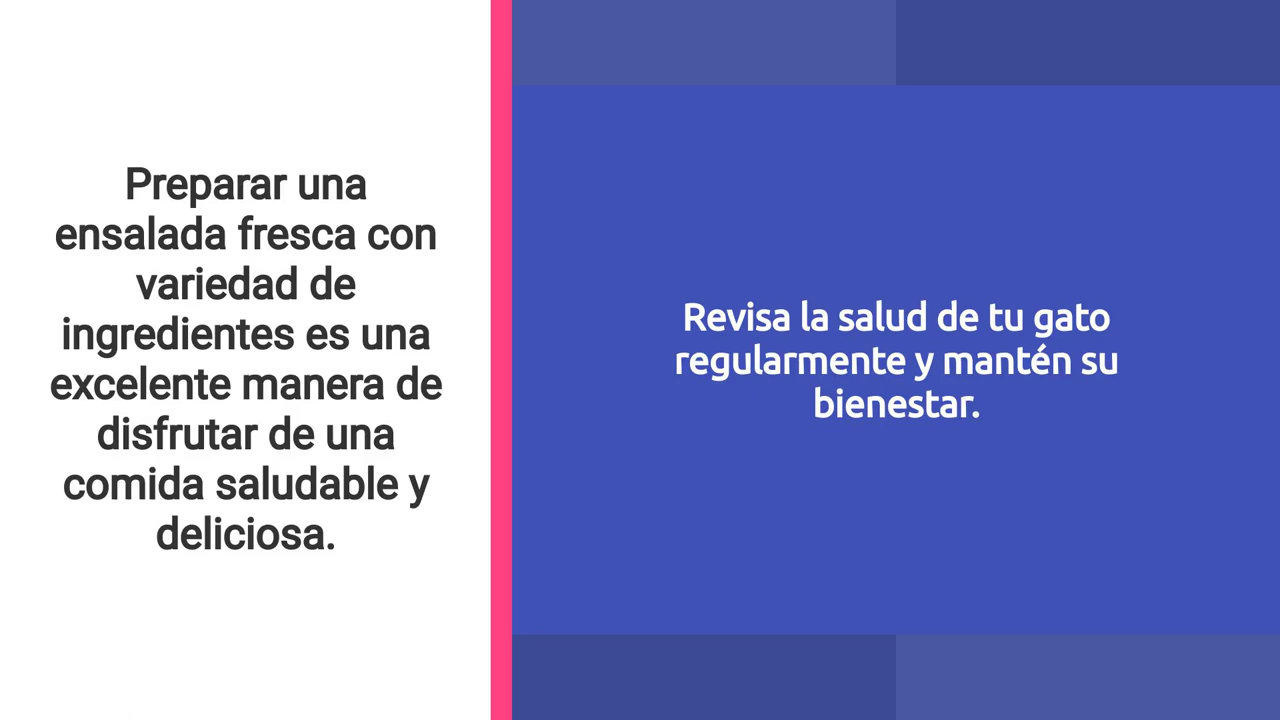 Preparar una
ensalada fresca con
variedad de
ingredientes es una
excelente manera de
disfrutar de una
comida saludable y
deliciosa.
Revisa la salud de tu gato
regularmente y mantén su
bienestar.